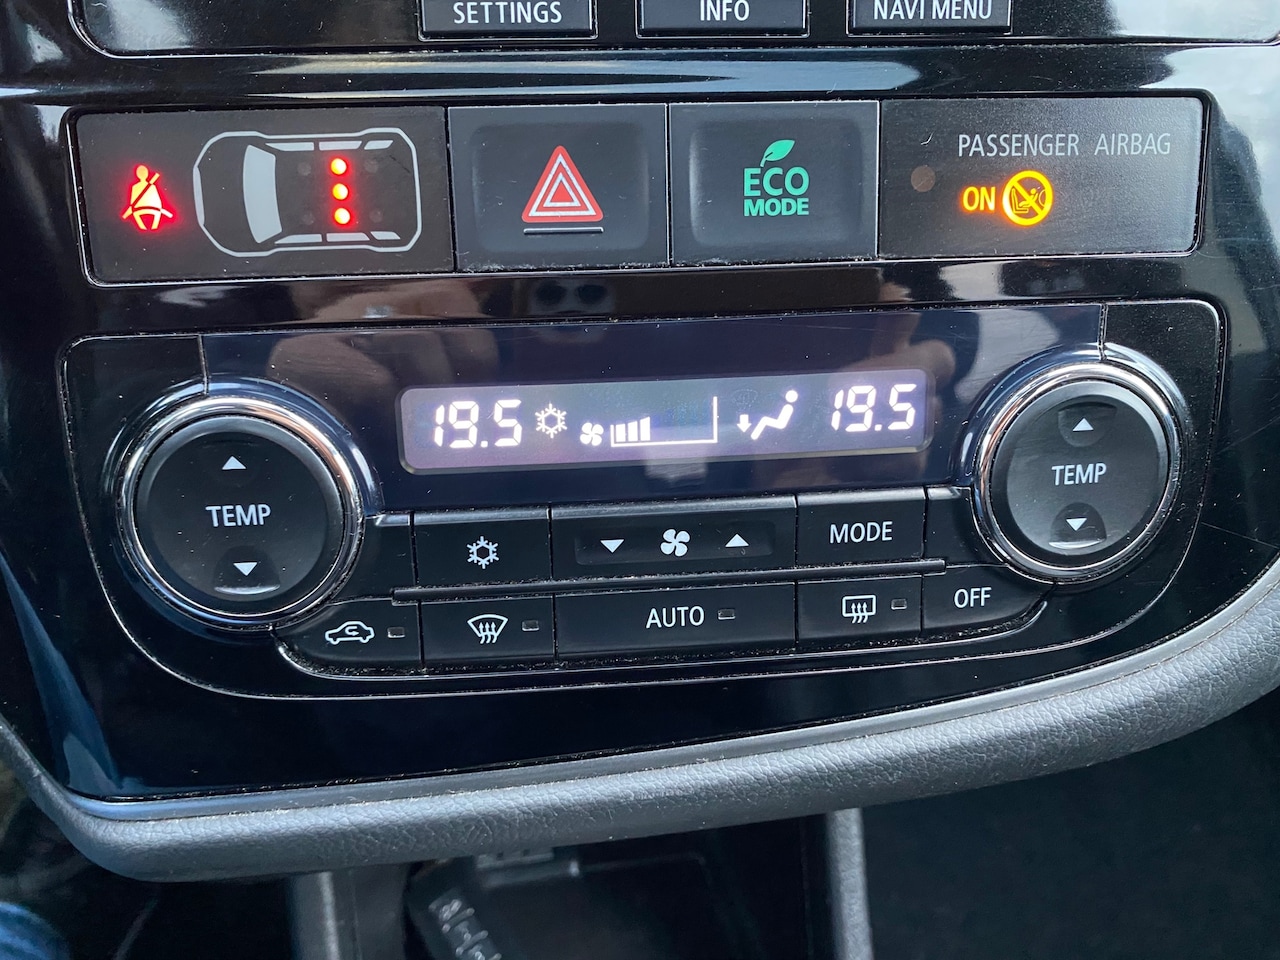 SETTINGS INFO NAVI MENU
PASSENGER AIRBAG
ECO
MODE
ON
19.5 19.5
TEMP
TEMP
MODE
AUTO
OFF